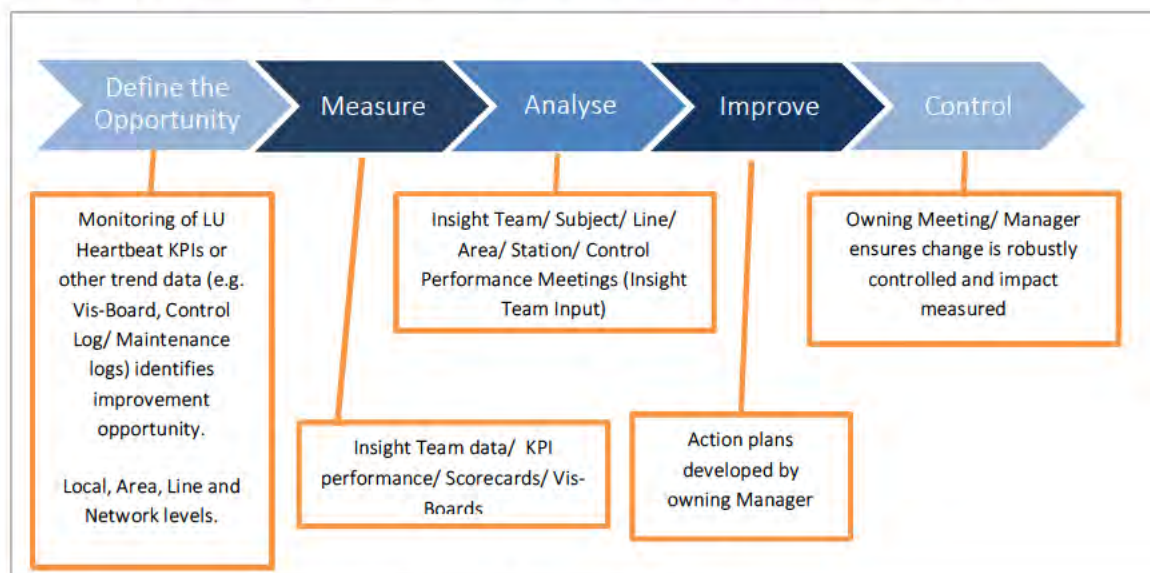 Define the
Opportunity
Measure
Analyse
Improve
Control
Monitoring of LU
Heartbeat KPIs or
other trend data (e.g.
Vis-Board, Control
Log/ Maintenance
logs) identifies
improvement
opportunity.
Local, Area, Line and
Network levels.
Insight Team data/ KPI
performance/ Scorecards/ Vis-
Boards
Insight Team/ Subject/ Line/
Area/ Station/ Control
Performance Meetings (Insight
Team Input)
Action plans
developed by
owning Manager
Owning Meeting/ Manager
ensures change is robustly
controlled and impact
measured